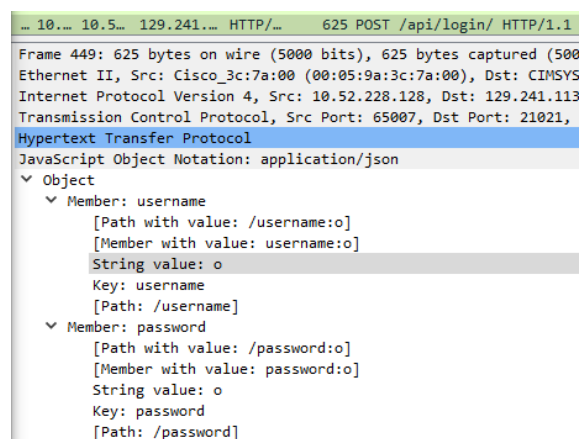 … 10.… 10.5… 129.241.… HTTP/… 625 POST /api/login/ HTTP/1.1
Frame 449: 625 bytes on wire (5000 bits), 625 bytes captured (500
Ethernet II, Src: Cisco_3c:7a:00 (00:05:9a:3c:7a:00), Dst: CIMSYS
Internet Protocol Version 4, Src: 10.52.228.128, Dst: 129.241.113
Transmission Control Protocol, Src Port: 65007, Dst Port: 21021,
Hypertext Transfer Protocol
JavaScript Object Notation: application/json
Object
Member: username
[Path with value: /username:o]
[Member with value: username:o]
String value: o
Key: username
[Path: /username]
Member: password
[Path with value: /password:o]
[Member with value: password:o]
String value: o
Key: password
[Path: /password]